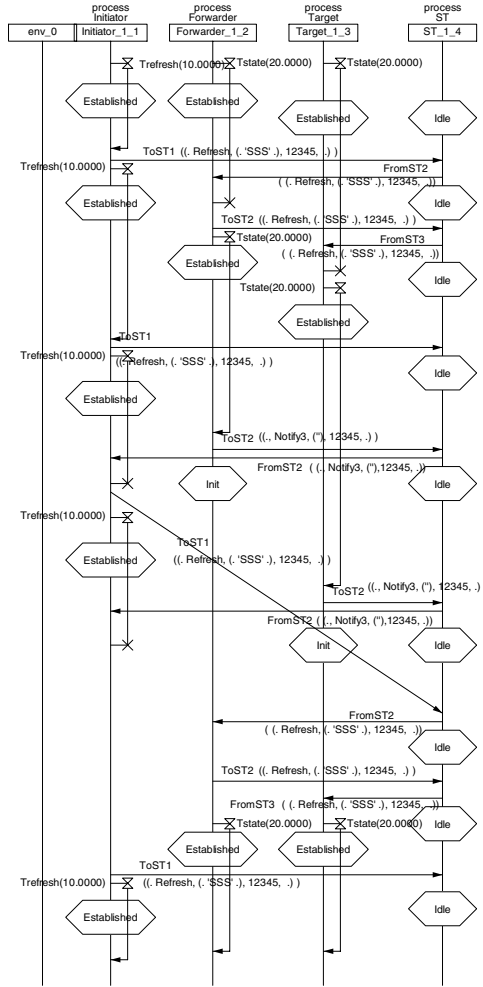 process process process process
Initiator Forwarder Target ST
env_0 Initiator_1_1 Forwarder_1_2 Target_1_3 ST_1_4
Trefresh(10.0000) Tstate(20.0000) Tstate(20.0000)
Established Established Established Idle
ToST1 ((. Refresh, (. 'SSS' .), 12345, .) )
Trefresh(10.0000) FromST2
( (. Refresh, (. 'SSS' .), 12345, .))
Established Idle
ToST2 ((. Refresh, (. 'SSS' .), 12345, .) )
Tstate(20.0000) FromST3
( (. Refresh, (. 'SSS' .), 12345, .))
Established Idle
Tstate(20.0000)
Established
ToST1
Trefresh(10.0000) ((. Refresh, (. 'SSS' .), 12345, .) )
Idle
Established
ToST2 ((., Notify3, (''), 12345, .) )
FromST2 ( (., Notify3, (''),12345, .))
Init Idle
Trefresh(10.0000)
ToST1
Established ((. Refresh, (. 'SSS' .), 12345, .) ) Idle
ToST2 ((., Notify3, (''), 12345, .)
FromST2 ( (., Notify3, (''),12345, .))
Init Idle
FromST2
( (. Refresh, (. 'SSS' .), 12345, .))
Idle
ToST2 ((. Refresh, (. 'SSS' .), 12345, .) )
FromST3 ( (. Refresh, (. 'SSS' .), 12345, .))
Tstate(20.0000) Tstate(20.0000) Idle
Established Established
ToST1
Trefresh(10.0000) ((. Refresh, (. 'SSS' .), 12345, .) )
Established Idle